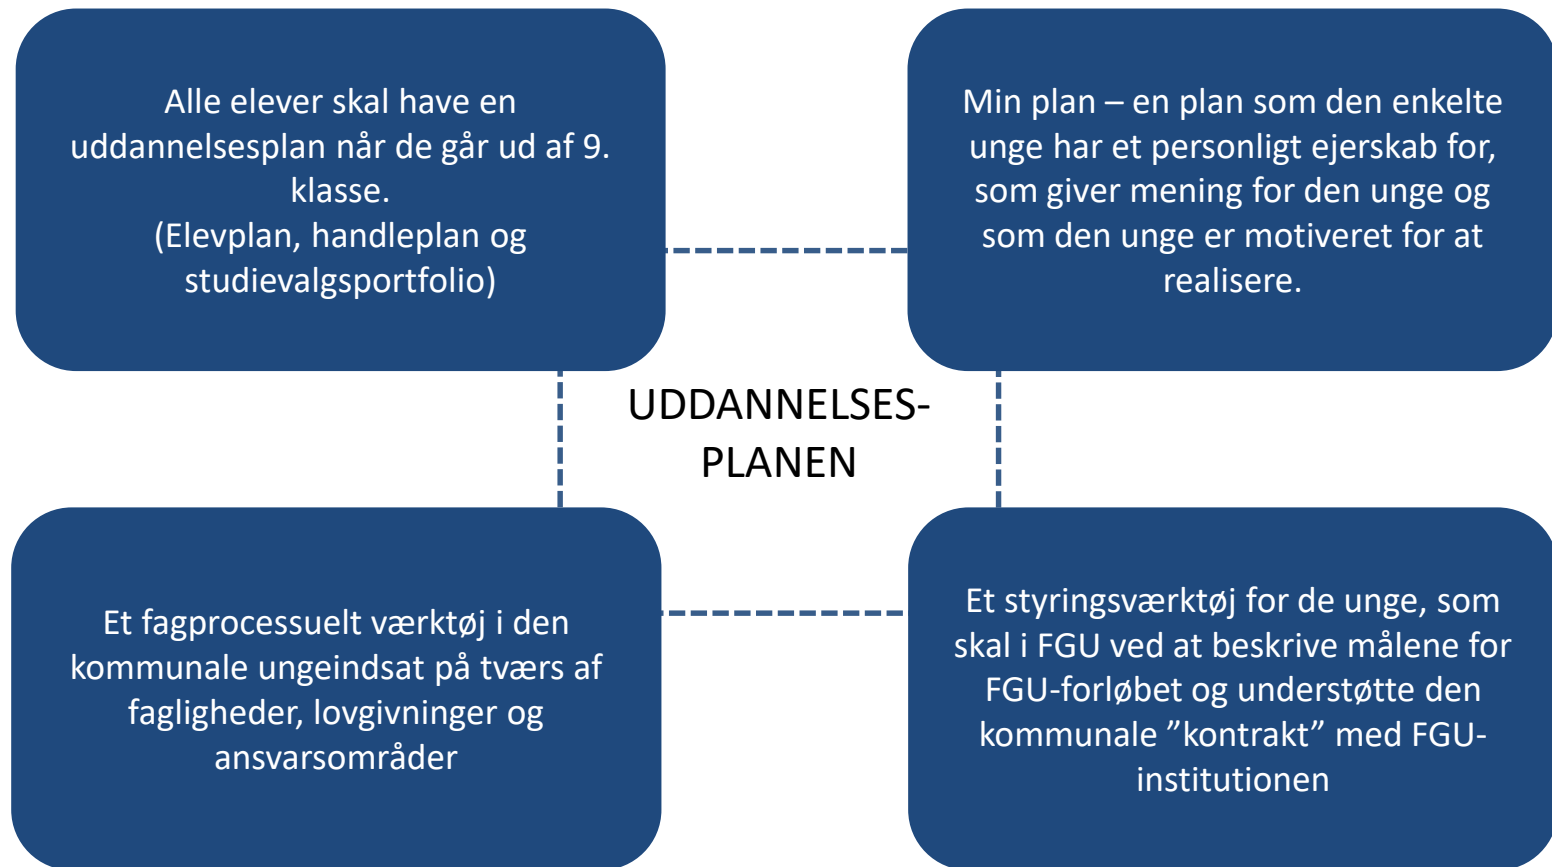 Alle elever skal have en
uddannelsesplan når de går ud af 9.
klasse.
(Elevplan, handleplan og
studievalgsportfolio)
Min plan – en plan som den enkelte
unge har et personligt ejerskab for,
som giver mening for den unge og
som den unge er motiveret for at
realisere.
UDDANNELSES-
PLANEN
Et fagprocessuelt værktøj i den
kommunale ungeindsat på tværs af
fagligheder, lovgivninger og
ansvarsområder
Et styringsværktøj for de unge, som
skal i FGU ved at beskrive målene for
FGU-forløbet og understøtte den
kommunale ”kontrakt” med FGU-
institutionen